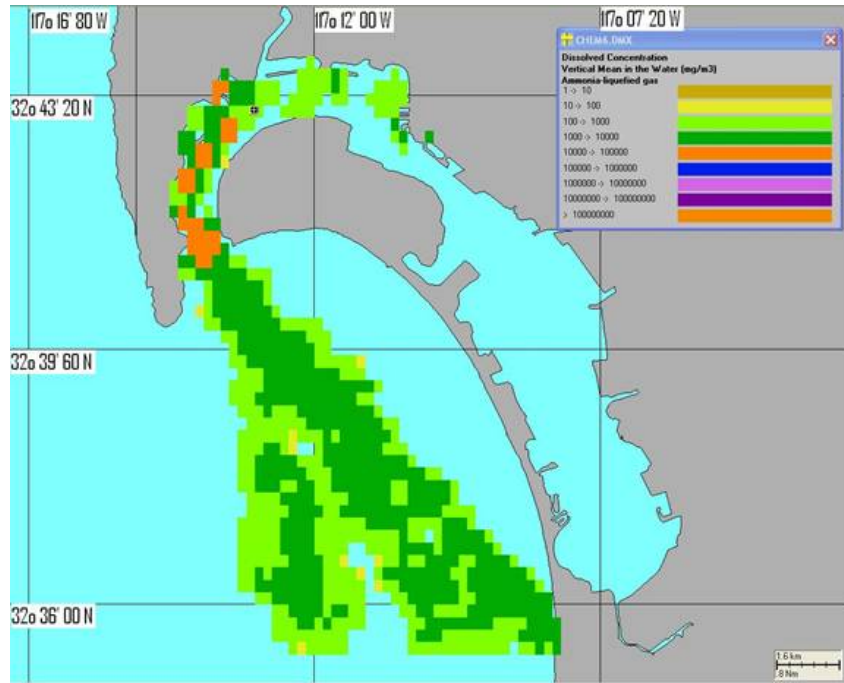 117o 16' 80 W
117o 12' 00 W
117o 07' 20 W
CHEM6.DMX
Dissolved Concentration
Vertical Mean in the Water (mg/m3)
Ammonia-liquefied gas
1 -> 10
10 -> 100
100 -> 1000
1000 -> 10000
10000 -> 100000
100000 -> 1000000
1000000 -> 10000000
10000000 -> 100000000
> 100000000
32o 43' 20 N
32o 39' 60 N
32o 36' 00 N
1.6 km
.8 Nm